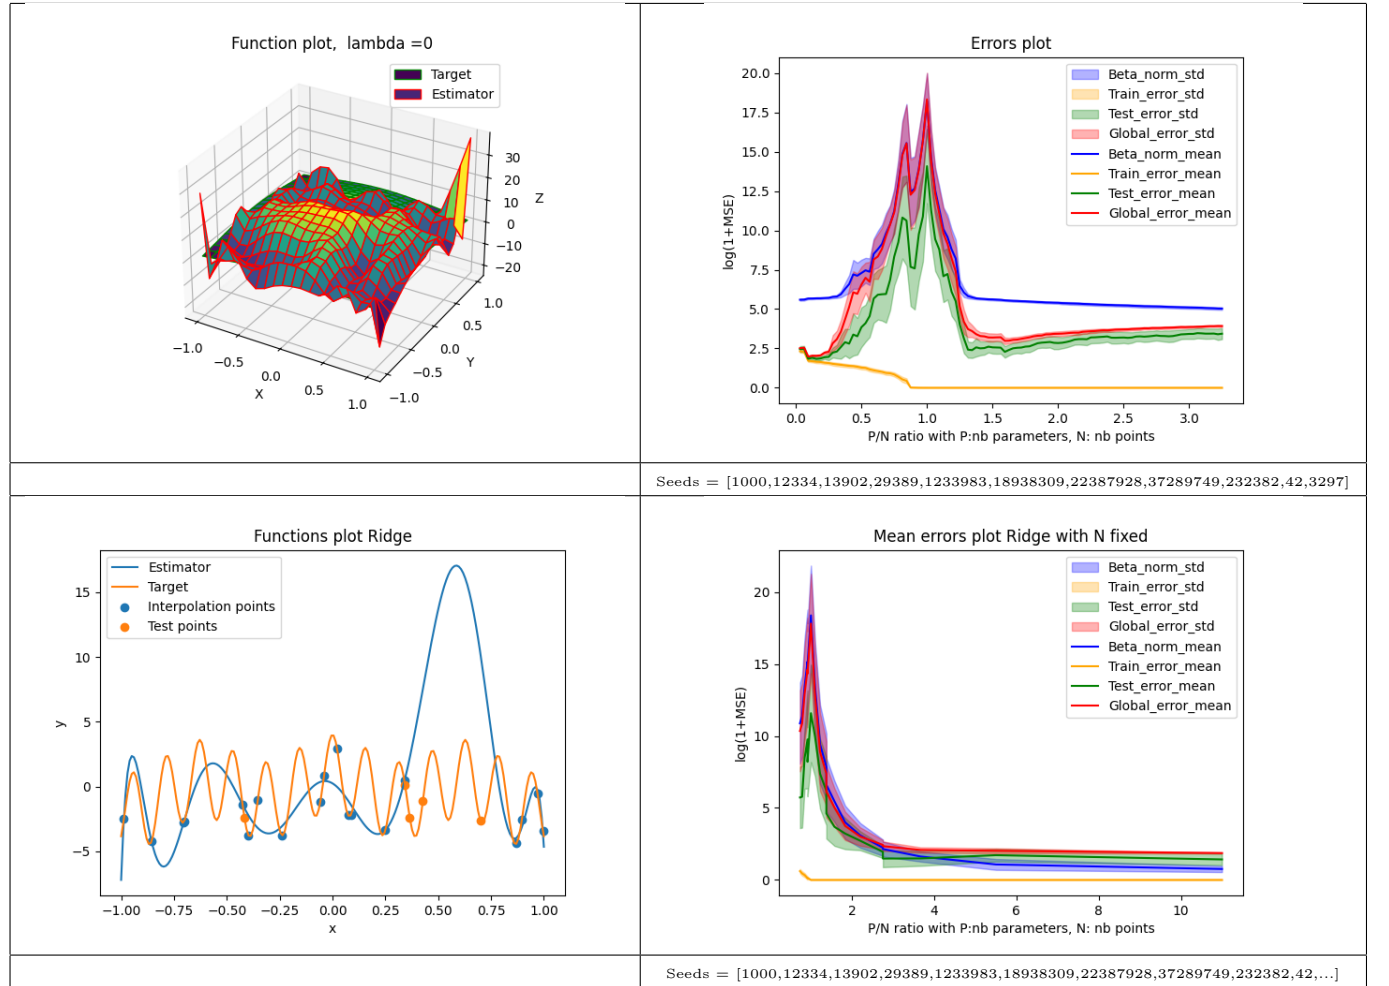 Function plot, lambda =0
Target
Estimator
30
20
10
0
−10
−20
Z
−1.0
−0.5
0.0
0.5
1.0
X
−1.0
−0.5
0.0
0.5
1.0
Y
Errors plot
20.0
17.5
15.0
12.5
10.0
7.5
5.0
2.5
0.0
log(1+MSE)
Beta_norm_std
Train_error_std
Test_error_std
Global_error_std
Beta_norm_mean
Train_error_mean
Test_error_mean
Global_error_mean
0.0 0.5 1.0 1.5 2.0 2.5 3.0
P/N ratio with P:nb parameters, N: nb points
Seeds = [1000,12334,13902,29389,1233983,18938309,22387928,37289749,232382,42,3297]
Functions plot Ridge
Estimator
Target
Interpolation points
Test points
15
10
5
0
−5
y
−1.00 −0.75 −0.50 −0.25 0.00 0.25 0.50 0.75 1.00
x
Mean errors plot Ridge with N fixed
20
15
10
5
0
log(1+MSE)
Beta_norm_std
Train_error_std
Test_error_std
Global_error_std
Beta_norm_mean
Train_error_mean
Test_error_mean
Global_error_mean
2 4 6 8 10
P/N ratio with P:nb parameters, N: nb points
Seeds = [1000,12334,13902,29389,1233983,18938309,22387928,37289749,232382,42,...]